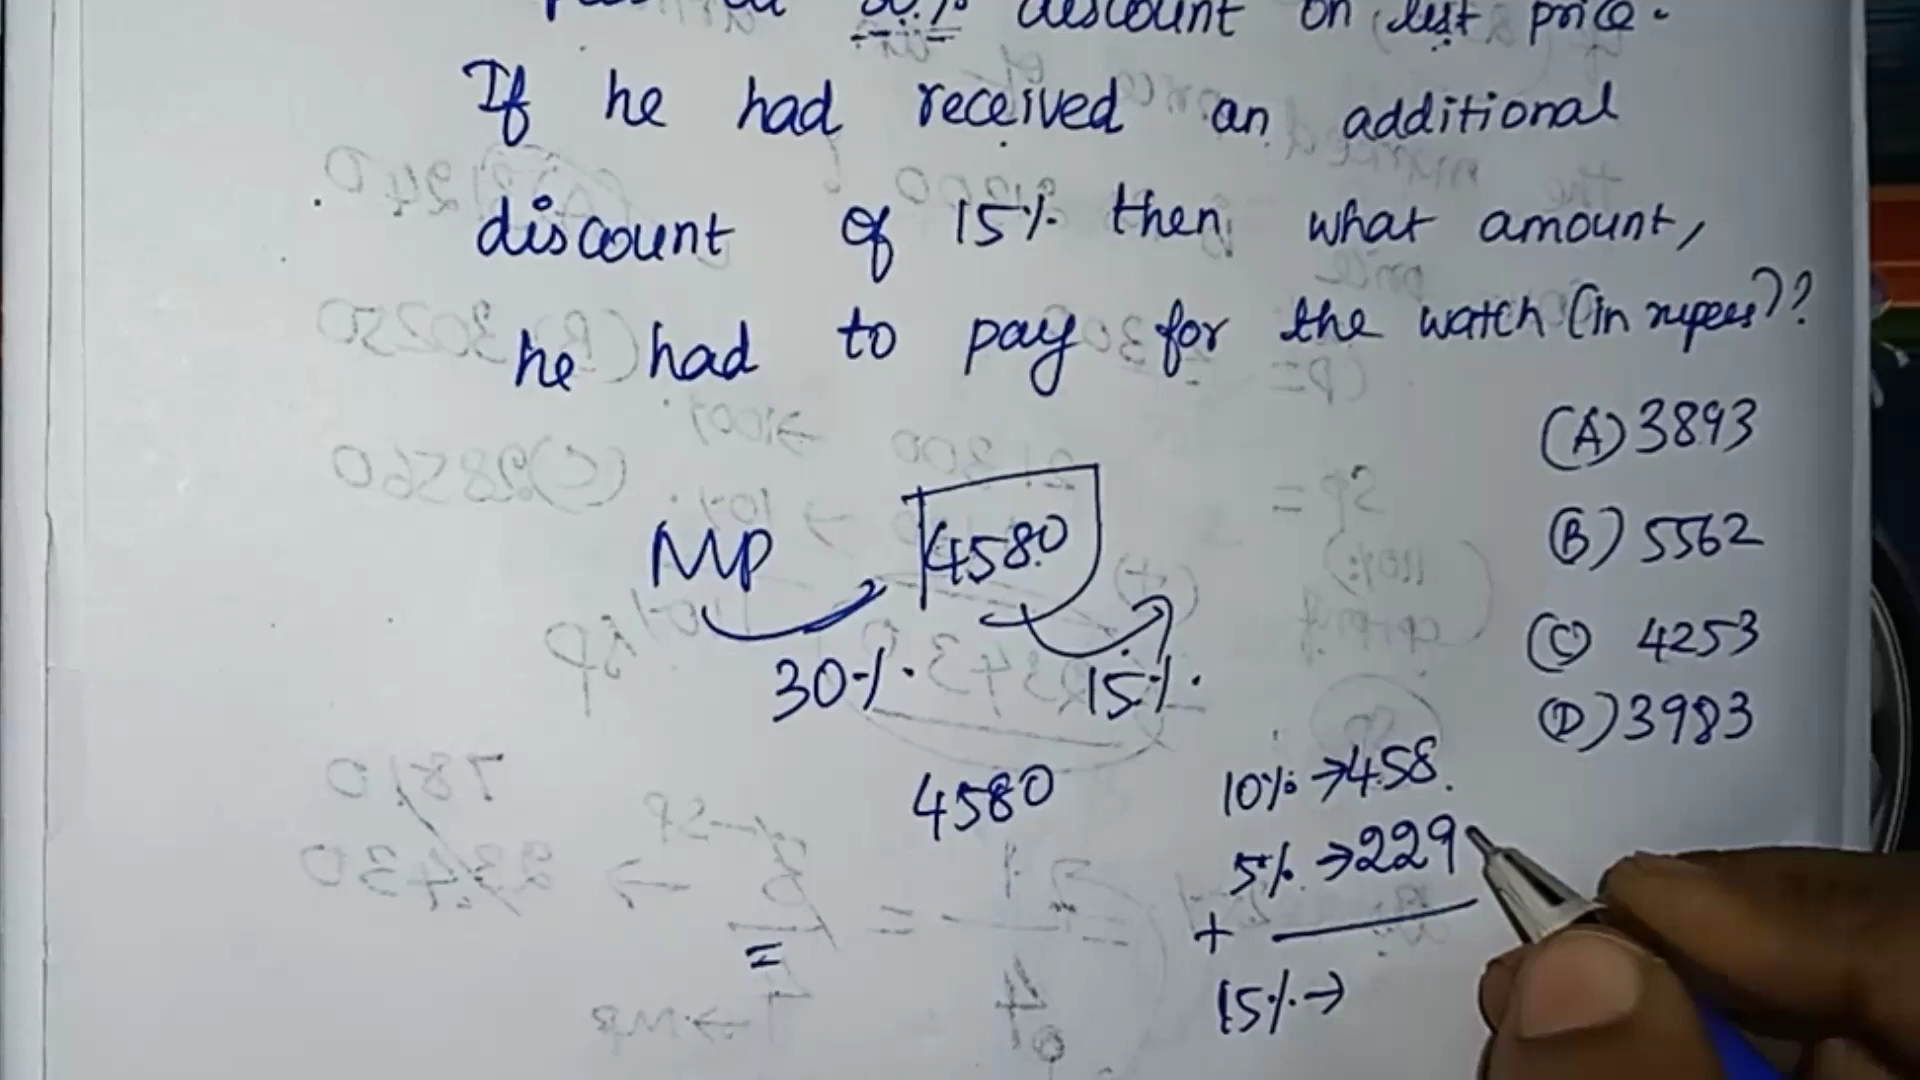 30% discount on list price.
If he had received an additional
discount of 15% then what amount,
he had to pay for the watch (in rupees)?
(A) 3893
(B) 5562
(C) 4253
(D) 3983
MP 4580
30%. 15%.
4580
10% → 458.
5% → 229
+
15% →
=